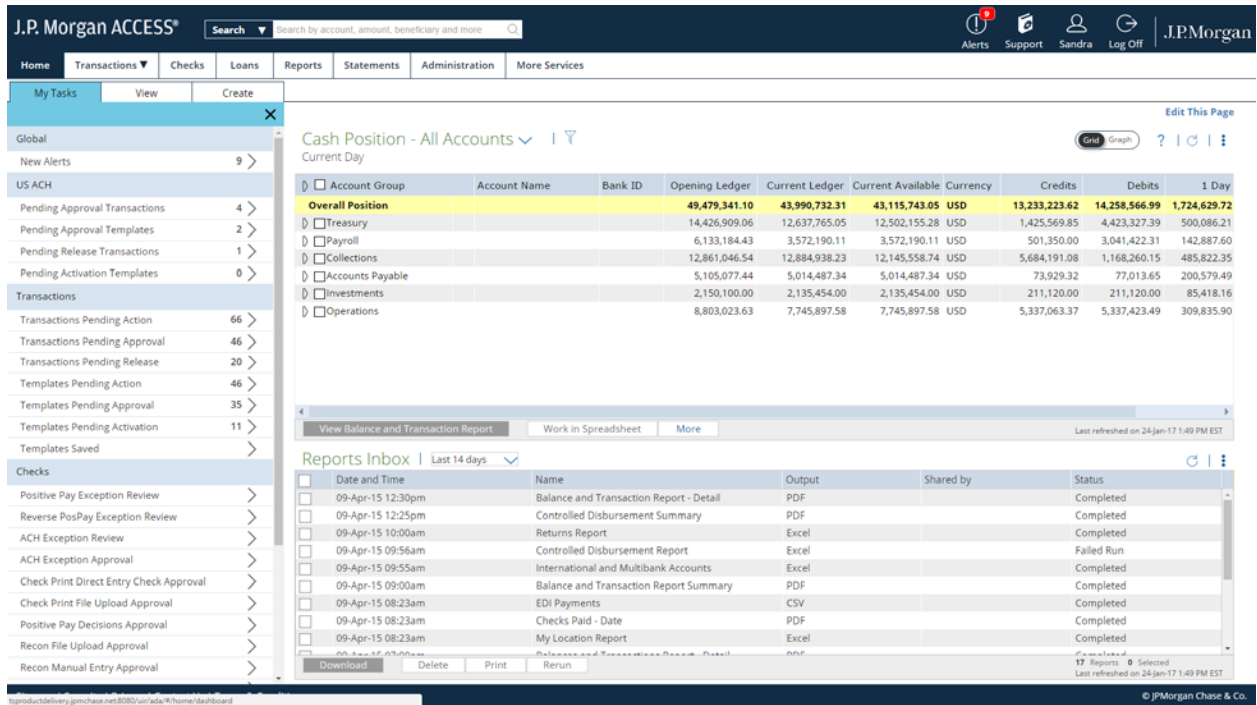 J.P. Morgan ACCESS® Search ▼ Search by account, amount, beneficiary and more 9 Alerts Support Sandra Log Off J.P.Morgan
Home Transactions ▼ Checks Loans Reports Statements Administration More Services
My Tasks View Create
Edit This Page
Global
New Alerts 9
US ACH
Pending Approval Transactions 4
Pending Approval Templates 2
Pending Release Transactions 1
Pending Activation Templates 0
Transactions
Transactions Pending Action 66
Transactions Pending Approval 46
Transactions Pending Release 20
Templates Pending Action 46
Templates Pending Approval 35
Templates Pending Activation 11
Templates Saved
Checks
Positive Pay Exception Review
Reverse PosPay Exception Review
ACH Exception Review
ACH Exception Approval
Check Print Direct Entry Check Approval
Check Print File Upload Approval
Positive Pay Decisions Approval
Recon File Upload Approval
Recon Manual Entry Approval
Cash Position - All Accounts Grid Graph ?
Current Day
Account Group Account Name Bank ID Opening Ledger Current Ledger Current Available Currency Credits Debits 1 Day
Overall Position 49,479,341.10 43,990,732.31 43,115,743.05 USD 13,233,223.62 14,258,566.99 1,724,629.72
Treasury 14,426,909.06 12,637,765.05 12,502,155.28 USD 1,425,569.85 4,423,327.39 500,086.21
Payroll 6,133,184.43 3,572,190.11 3,572,190.11 USD 501,350.00 3,041,422.31 142,887.60
Collections 12,861,046.54 12,884,938.23 12,145,558.74 USD 5,684,191.08 1,168,260.15 485,822.35
Accounts Payable 5,105,077.44 5,014,487.34 5,014,487.34 USD 73,929.32 77,013.65 200,579.49
Investments 2,150,100.00 2,135,454.00 2,135,454.00 USD 211,120.00 211,120.00 85,418.16
Operations 8,803,023.63 7,745,897.58 7,745,897.58 USD 5,337,063.37 5,337,423.49 309,835.90
View Balance and Transaction Report Work in Spreadsheet More Last refreshed on 24-Jan-17 1:49 PM EST
Reports Inbox Last 14 days
Date and Time Name Output Shared by Status
09-Apr-15 12:30pm Balance and Transaction Report - Detail PDF Completed
09-Apr-15 12:25pm Controlled Disbursement Summary PDF Completed
09-Apr-15 10:00am Returns Report Excel Completed
09-Apr-15 09:56am Controlled Disbursement Report Excel Failed Run
09-Apr-15 09:55am International and Multibank Accounts Excel Completed
09-Apr-15 09:00am Balance and Transaction Report Summary PDF Completed
09-Apr-15 08:23am EDI Payments CSV Completed
09-Apr-15 08:23am Checks Paid - Date PDF Completed
09-Apr-15 08:23am My Location Report Excel Completed
Download Delete Print Rerun 17 Reports 0 Selected
Last refreshed on 24-Jan-17 1:49 PM EST
tsproductdelivery.jpmchase.net:8080/uir/ada/#/home/dashboard
© JPMorgan Chase & Co.